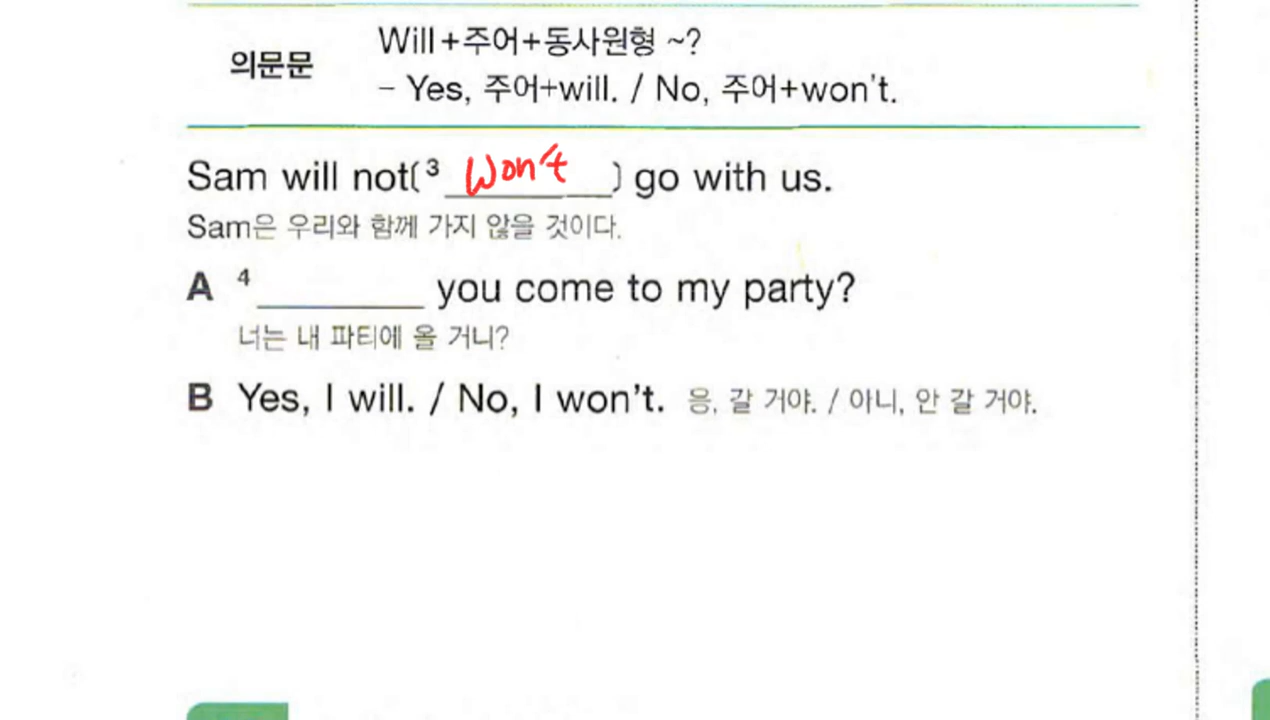 Will+주어+동사원형 ~?
의문문
– Yes, 주어+will. / No, 주어+won't.
Sam will not(³ won't ) go with us.
Sam은 우리와 함께 가지 않을 것이다.
A ⁴ ________ you come to my party?
너는 내 파티에 올 거니?
B Yes, I will. / No, I won't. 응, 갈 거야. / 아니, 안 갈 거야.